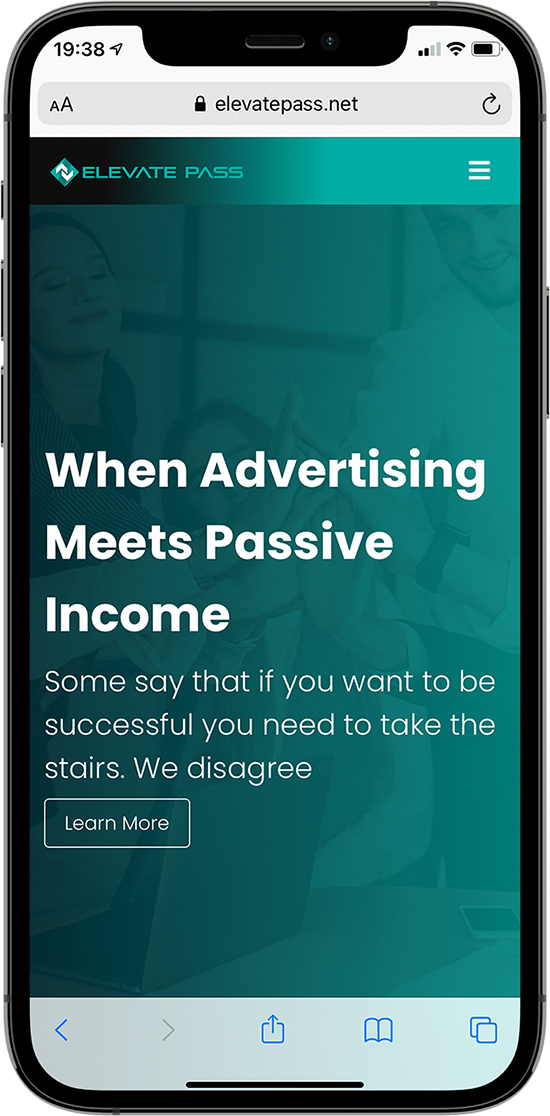 19:38
AA elevatepass.net
ELEVATE PASS
When Advertising
Meets Passive
Income
Some say that if you want to be
successful you need to take the
stairs. We disagree
Learn More